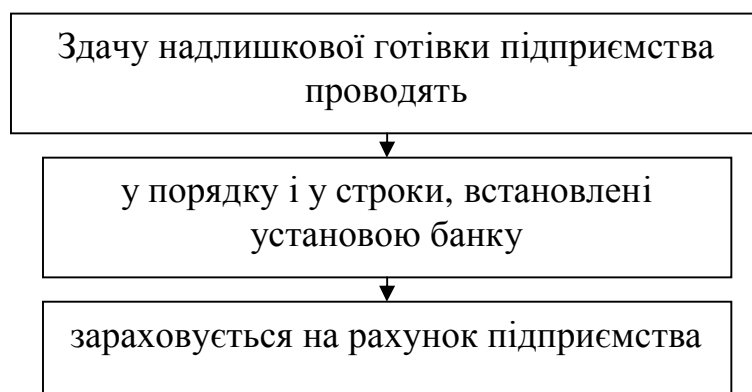 Здачу надлишкової готівки підприємства
проводять
у порядку і у строки, встановлені
установою банку
зараховується на рахунок підприємства